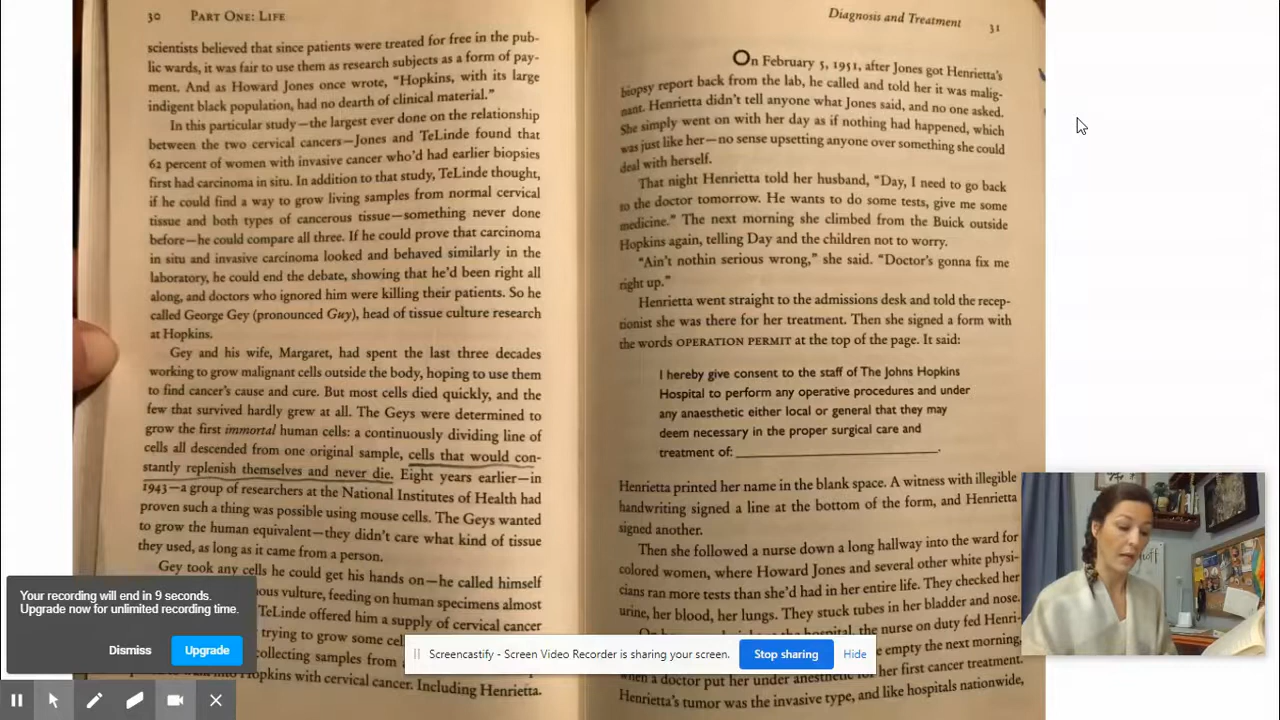 30 PART ONE: LIFE
scientists believed that since patients were treated for free in the pub-
lic wards, it was fair to use them as research subjects as a form of pay-
ment. And as Howard Jones once wrote, “Hopkins, with its large
indigent black population, had no dearth of clinical material.”
In this particular study—the largest ever done on the relationship
between the two cervical cancers—Jones and TeLinde found that
62 percent of women with invasive cancer who’d had earlier biopsies
first had carcinoma in situ. In addition to that study, TeLinde thought,
if he could find a way to grow living samples from normal cervical
tissue and both types of cancerous tissue—something never done
before—he could compare all three. If he could prove that carcinoma
in situ and invasive carcinoma looked and behaved similarly in the
laboratory, he could end the debate, showing that he’d been right all
along, and doctors who ignored him were killing their patients. So he
called George Gey (pronounced Guy), head of tissue culture research
at Hopkins.
Gey and his wife, Margaret, had spent the last three decades
working to grow malignant cells outside the body, hoping to use them
to find cancer’s cause and cure. But most cells died quickly, and the
few that survived hardly grew at all. The Geys were determined to
grow the first immortal human cells: a continuously dividing line of
cells all descended from one original sample, cells that would con-
stantly replenish themselves and never die. Eight years earlier—in
1943—a group of researchers at the National Institutes of Health had
proven such a thing was possible using mouse cells. The Geys wanted
to grow the human equivalent—they didn’t care what kind of tissue
they used, as long as it came from a person.
Gey took any cells he could get his hands on—he called himself
vulture, feeding on human specimens almost
TeLinde offered him a supply of cervical cancer
trying to grow some
collecting samples from
Hopkins with cervical cancer. Including Henrietta.
Diagnosis and Treatment 31
On February 5, 1951, after Jones got Henrietta’s
biopsy report back from the lab, he called and told her it was malig-
nant. Henrietta didn’t tell anyone what Jones said, and no one asked.
She simply went on with her day as if nothing had happened, which
was just like her—no sense upsetting anyone over something she could
deal with herself.
That night Henrietta told her husband, “Day, I need to go back
to the doctor tomorrow. He wants to do some tests, give me some
medicine.” The next morning she climbed from the Buick outside
Hopkins again, telling Day and the children not to worry.
“Ain’t nothin serious wrong,” she said. “Doctor’s gonna fix me
right up.”
Henrietta went straight to the admissions desk and told the recep-
tionist she was there for her treatment. Then she signed a form with
the words OPERATION PERMIT at the top of the page. It said:
I hereby give consent to the staff of The Johns Hopkins
Hospital to perform any operative procedures and under
any anaesthetic either local or general that they may
deem necessary in the proper surgical care and
treatment of: ____________________.
Henrietta printed her name in the blank space. A witness with illegible
handwriting signed a line at the bottom of the form, and Henrietta
signed another.
Then she followed a nurse down a long hallway into the ward for
colored women, where Howard Jones and several other white physi-
cians ran more tests than she’d had in her entire life. They checked her
urine, her blood, her lungs. They stuck tubes in her bladder and nose.
the hospital, the nurse on duty fed Henri-
empty the next morning,
when a doctor put her under anesthetic her first cancer treatment.
Henrietta’s tumor was the invasive type, and like hospitals nationwide,
Your recording will end in 9 seconds.
Upgrade now for unlimited recording time.
Dismiss Upgrade
Screencastify - Screen Video Recorder is sharing your screen. Stop sharing Hide